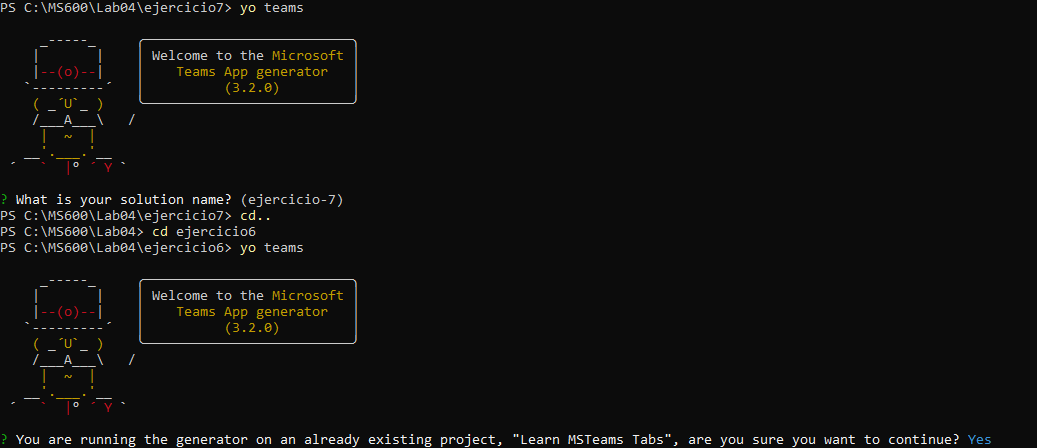 PS C:\MS600\Lab04\ejercicio7> yo teams
Welcome to the Microsoft
Teams App generator
(3.2.0)
? What is your solution name? (ejercicio-7)
PS C:\MS600\Lab04\ejercicio7> cd..
PS C:\MS600\Lab04> cd ejercicio6
PS C:\MS600\Lab04\ejercicio6> yo teams
Welcome to the Microsoft
Teams App generator
(3.2.0)
? You are running the generator on an already existing project, "Learn MSTeams Tabs", are you sure you want to continue? Yes